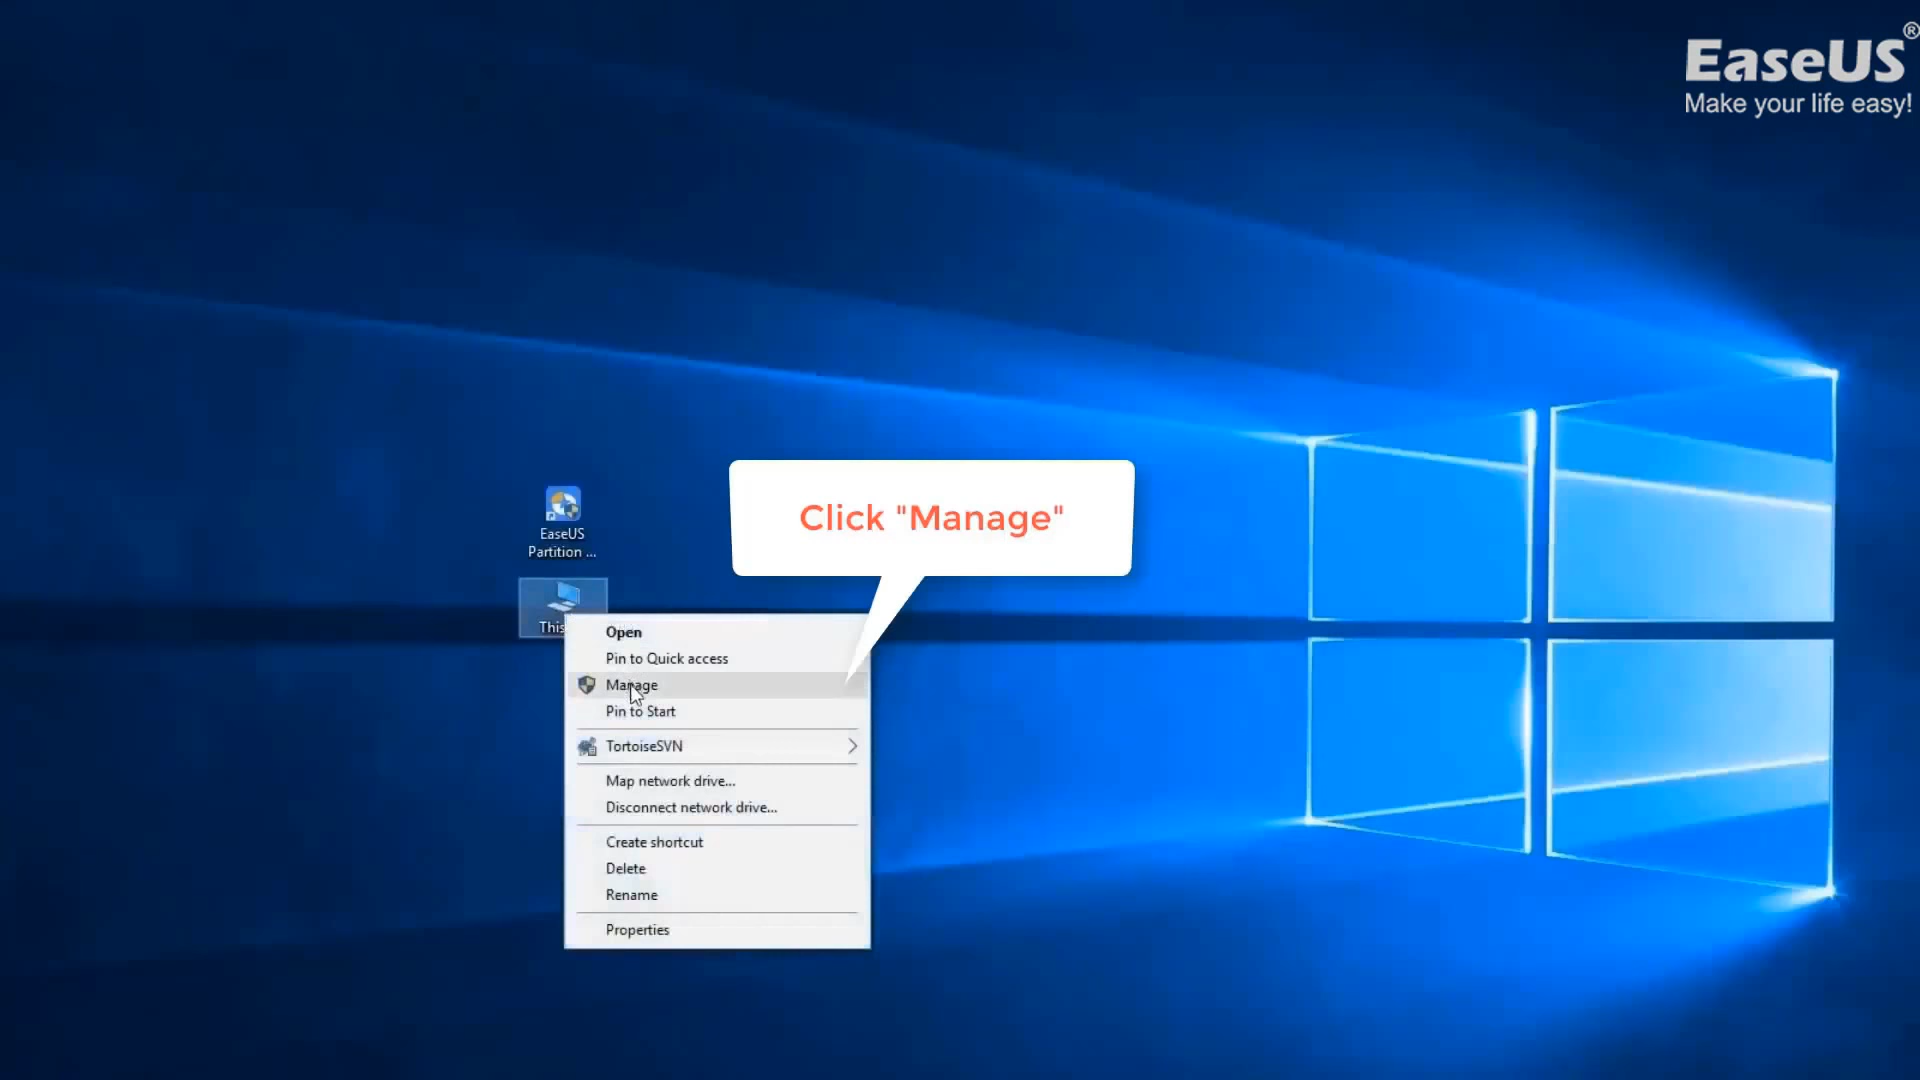 EaseUS®
Make your life easy!
EaseUS
Partition ...
Click "Manage"
This
Open
Pin to Quick access
Manage
Pin to Start
TortoiseSVN
Map network drive...
Disconnect network drive...
Create shortcut
Delete
Rename
Properties